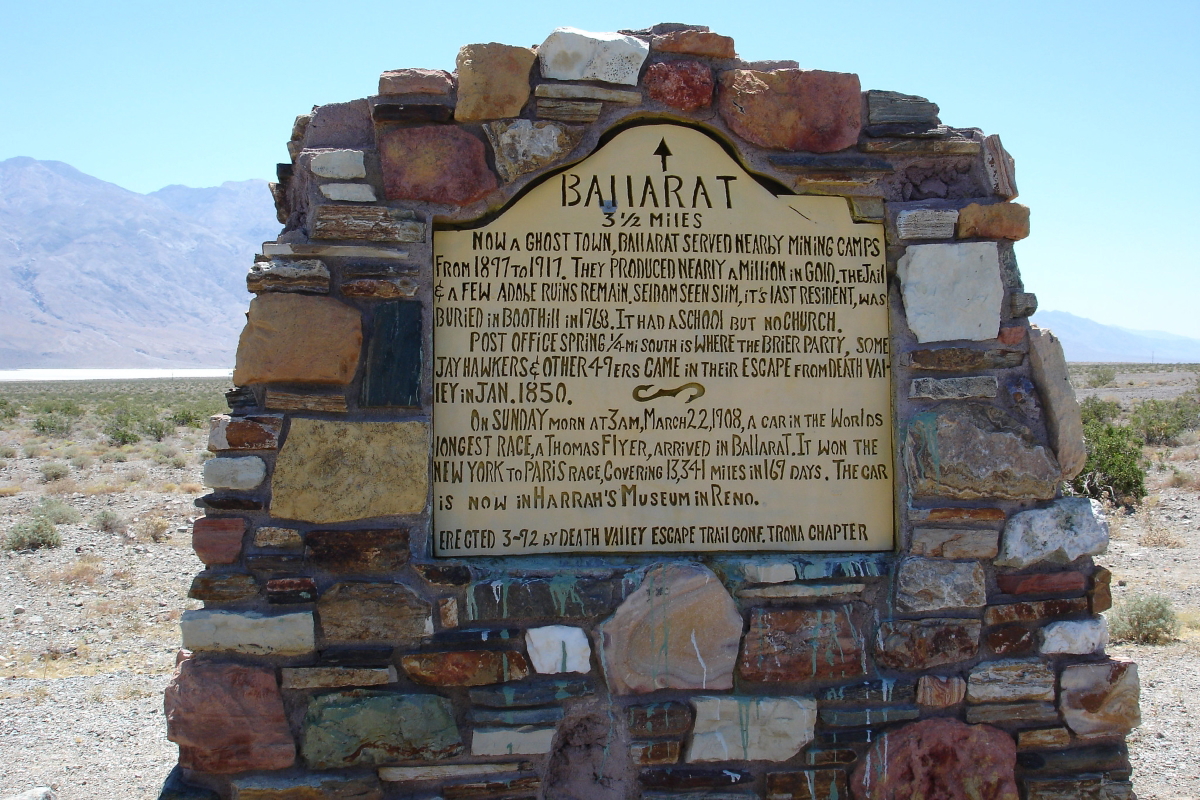 BALLARAT
3 1/2 MILES
NOW A GHOST TOWN, BALLARAT SERVED NEARBY MINING CAMPS
FROM 1897 TO 1917. THEY PRODUCED NEARLY A MILLION IN GOLD. THE JAIL
& A FEW ADOBE RUINS REMAIN. SELDOM SEEN SLIM, IT'S LAST RESIDENT, WAS
BURIED IN BOOTHILL IN 1968. IT HAD A SCHOOL BUT NO CHURCH.
POST OFFICE SPRING, 1/4 MI SOUTH IS WHERE THE BRIER PARTY, SOME
JAYHAWKERS & OTHER 49ERS CAME IN THEIR ESCAPE FROM DEATH VAL-
LEY IN JAN. 1850.
ON SUNDAY MORN AT 3AM, MARCH 22, 1908, A CAR IN THE WORLDS
LONGEST RACE, A THOMAS FLYER, ARRIVED IN BALLARAT. IT WON THE
NEW YORK TO PARIS RACE, COVERING 13,341 MILES IN 169 DAYS. THE CAR
IS NOW IN HARRAH'S MUSEUM IN RENO.
ERECTED 3-92 BY DEATH VALLEY ESCAPE TRAIL CONF. TRONA CHAPTER